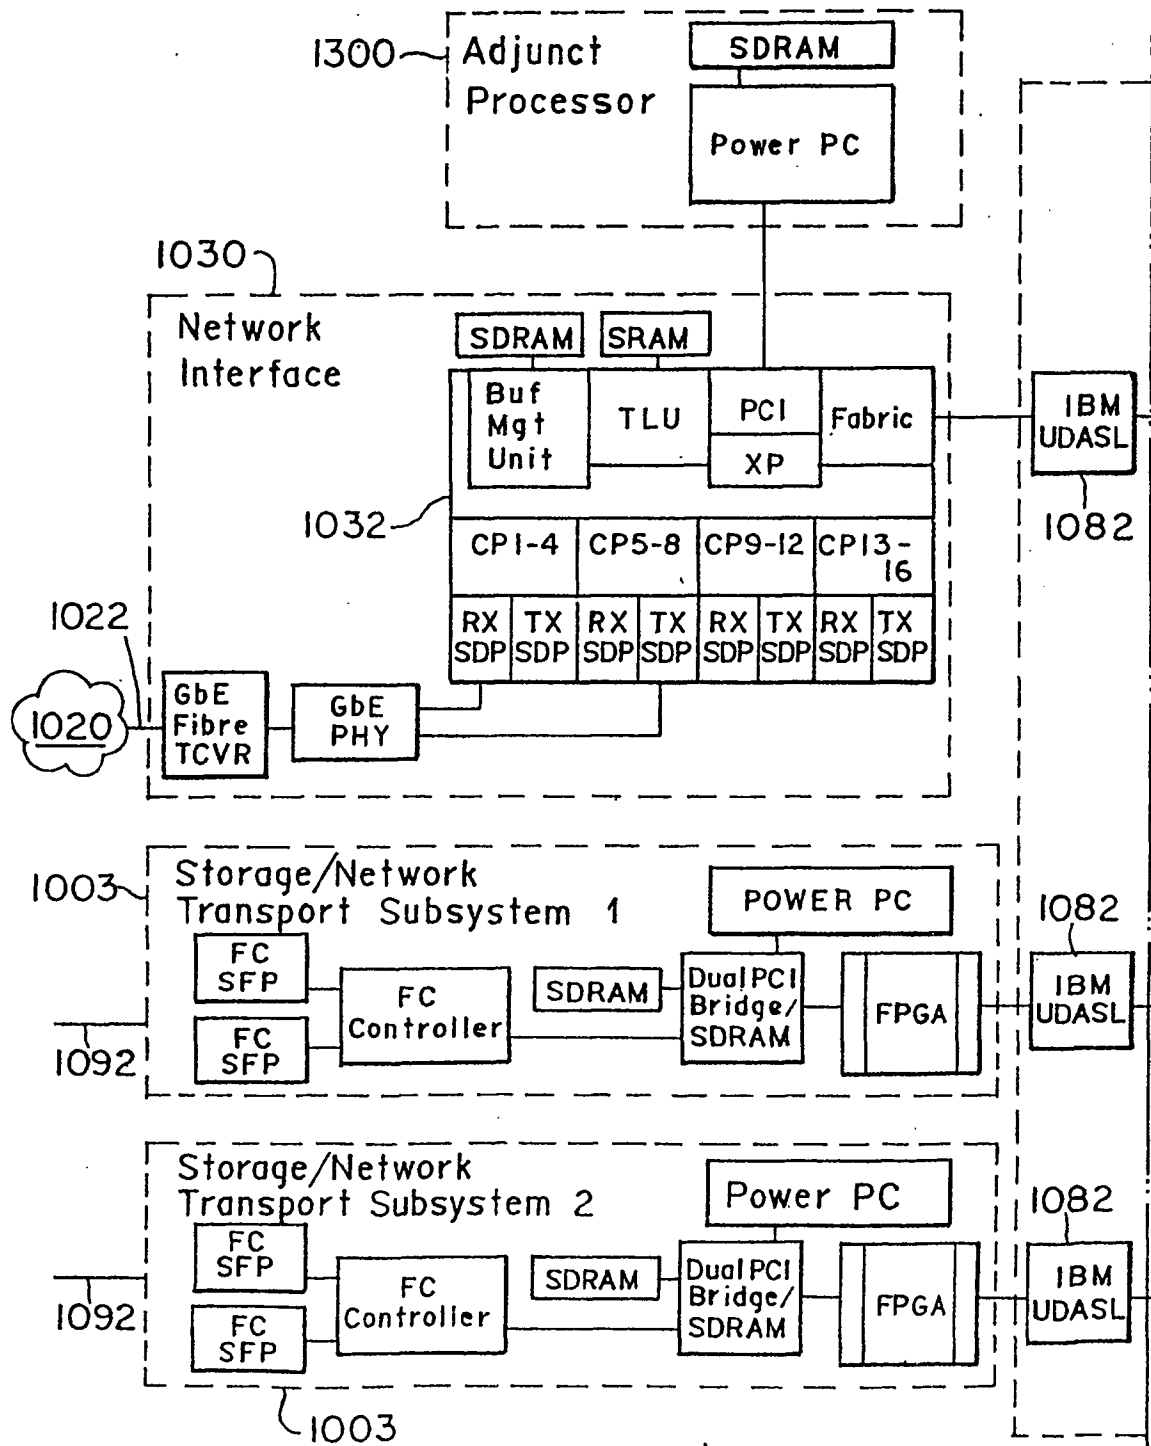 1300
Adjunct
Processor
SDRAM
Power PC
1030
Network
Interface
SDRAM
SRAM
Buf
Mgt
Unit
TLU
PCI
XP
Fabric
IBM
UDASL
1082
1032
CP1-4
CP5-8
CP9-12
CP13-
16
RX
SDP
TX
SDP
RX
SDP
TX
SDP
RX
SDP
TX
SDP
RX
SDP
TX
SDP
1022
1020
GbE
Fibre
TCVR
GbE
PHY
1003
Storage/Network
Transport Subsystem 1
POWER PC
1082
FC
SFP
FC
SFP
FC
Controller
SDRAM
Dual PCI
Bridge/
SDRAM
FPGA
IBM
UDASL
1092
Storage/Network
Transport Subsystem 2
Power PC
1082
FC
SFP
FC
SFP
FC
Controller
SDRAM
Dual PCI
Bridge/
SDRAM
FPGA
IBM
UDASL
1092
1003